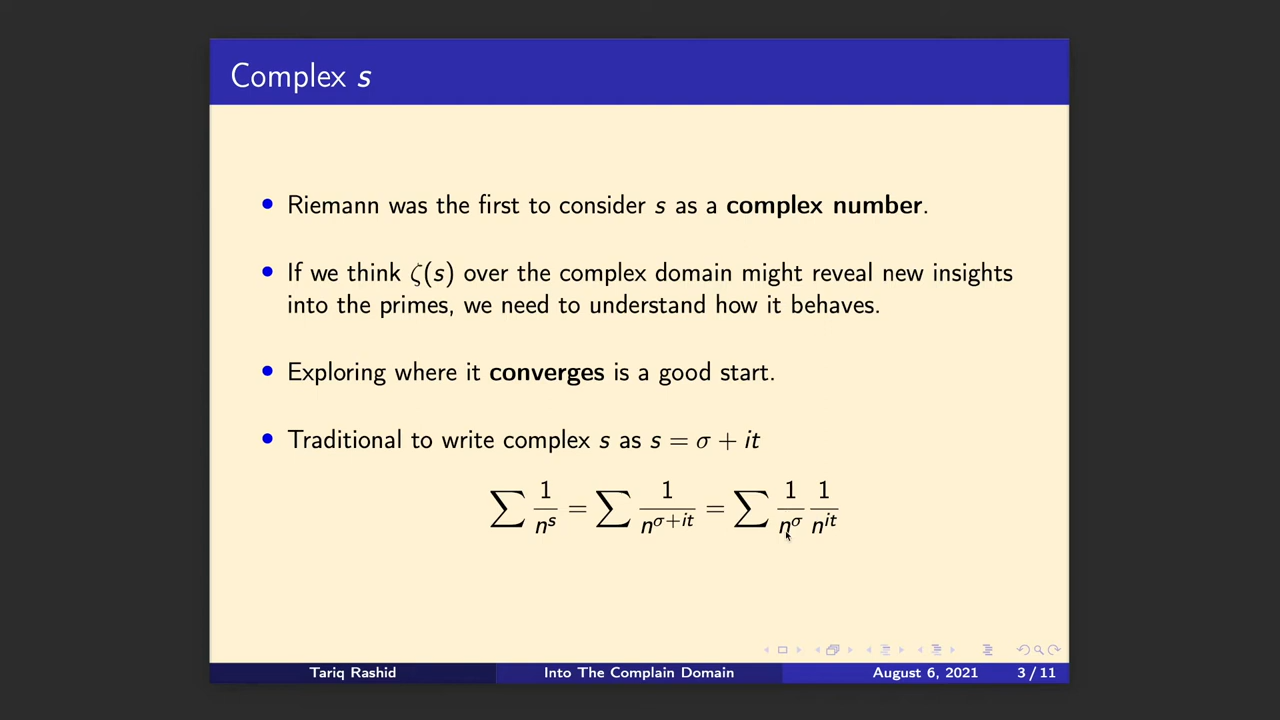 Complex s
• Riemann was the first to consider s as a complex number.
• If we think ζ(s) over the complex domain might reveal new insights
into the primes, we need to understand how it behaves.
• Exploring where it converges is a good start.
• Traditional to write complex s as s = σ + it
∑ 1/n^s = ∑ 1/n^(σ+it) = ∑ 1/n^σ 1/n^(it)
Tariq Rashid Into The Complain Domain August 6, 2021 3 / 11